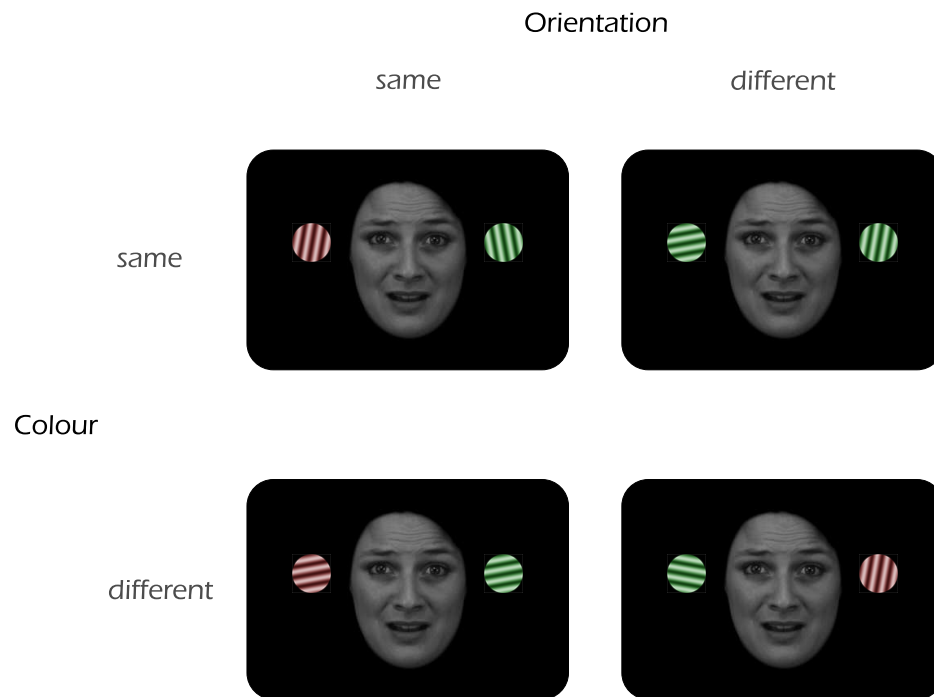 Orientation
same
different
same
Colour
different